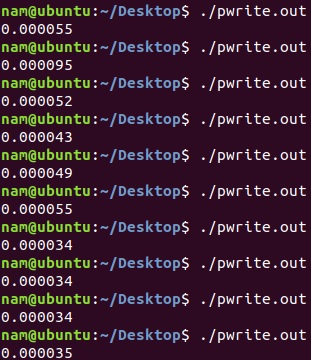 nam@ubuntu:~/Desktop$ ./pwrite.out
0.000055
nam@ubuntu:~/Desktop$ ./pwrite.out
0.000095
nam@ubuntu:~/Desktop$ ./pwrite.out
0.000052
nam@ubuntu:~/Desktop$ ./pwrite.out
0.000043
nam@ubuntu:~/Desktop$ ./pwrite.out
0.000049
nam@ubuntu:~/Desktop$ ./pwrite.out
0.000055
nam@ubuntu:~/Desktop$ ./pwrite.out
0.000034
nam@ubuntu:~/Desktop$ ./pwrite.out
0.000034
nam@ubuntu:~/Desktop$ ./pwrite.out
0.000034
nam@ubuntu:~/Desktop$ ./pwrite.out
0.000035